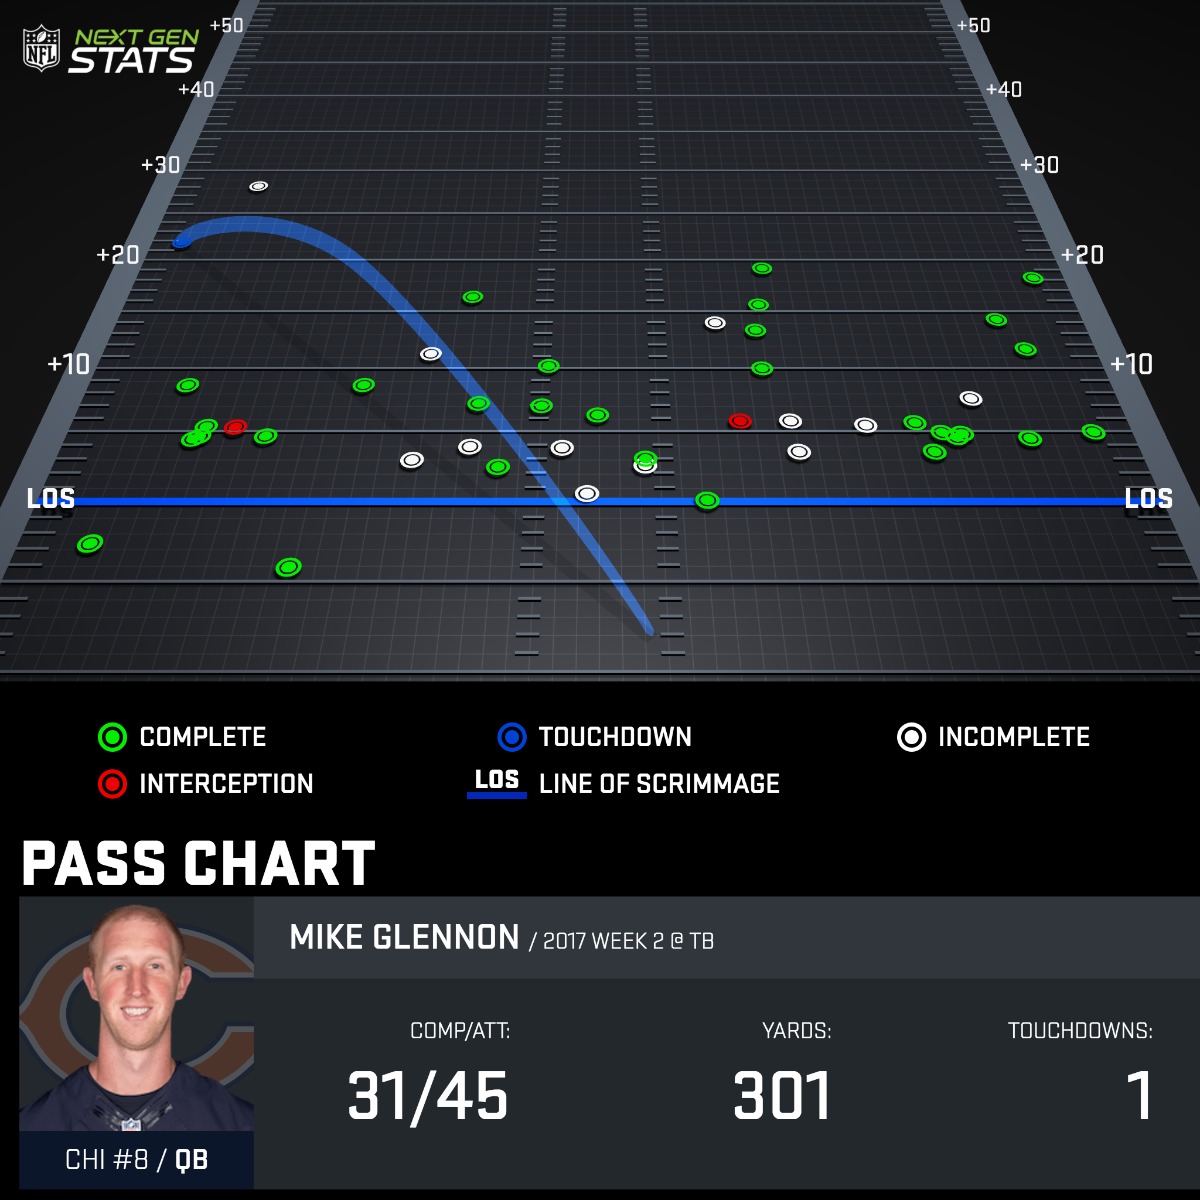 NFL NEXT GEN STATS
+50 +50
+40 +40
+30 +30
+20 +20
+10 +10
LOS LOS
COMPLETE TOUCHDOWN INCOMPLETE
INTERCEPTION LOS LINE OF SCRIMMAGE
PASS CHART
MIKE GLENNON / 2017 WEEK 2 @ TB
COMP/ATT: YARDS: TOUCHDOWNS:
31/45 301 1
CHI #8 / QB